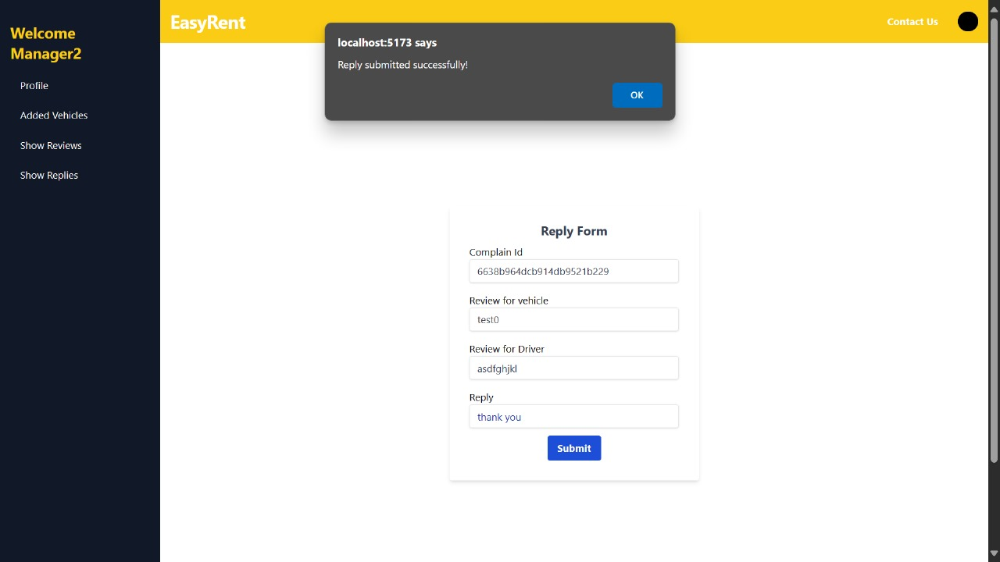 Welcome
Manager2
Profile
Added Vehicles
Show Reviews
Show Replies
EasyRent
Contact Us
localhost:5173 says
Reply submitted successfully!
OK
Reply Form
Complain Id
6638b964dcb914db9521b229
Review for vehicle
test0
Review for Driver
asdfghjkl
Reply
thank you
Submit